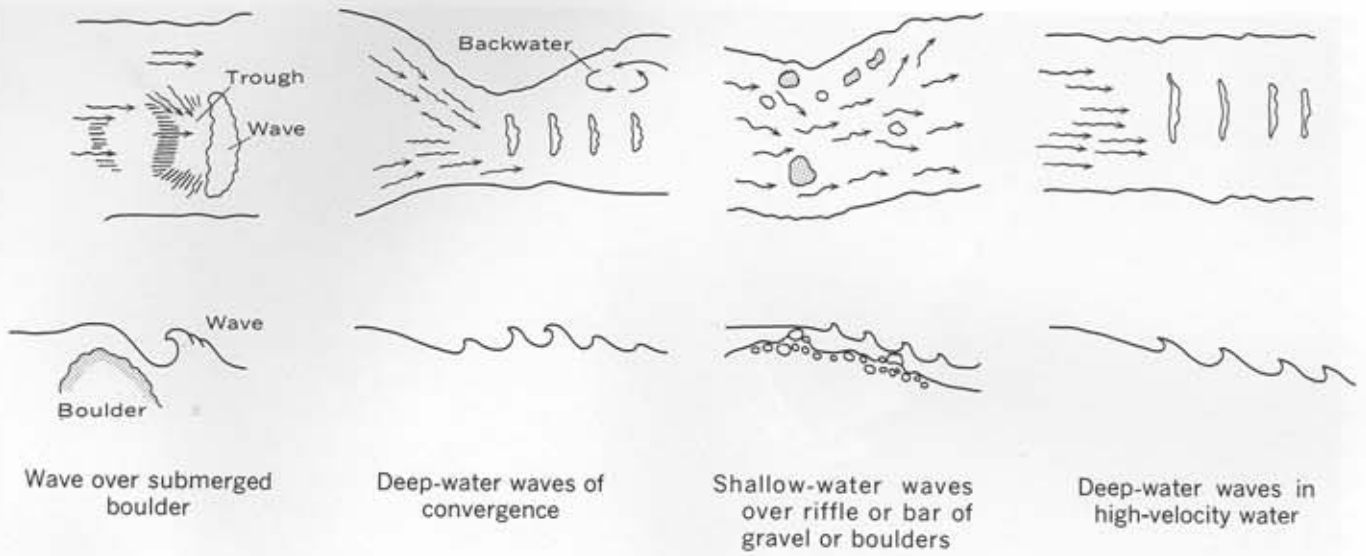 Trough
Wave
Backwater
Wave
Boulder
Wave over submerged
boulder
Deep-water waves of
convergence
Shallow-water waves
over riffle or bar of
gravel or boulders
Deep-water waves in
high-velocity water